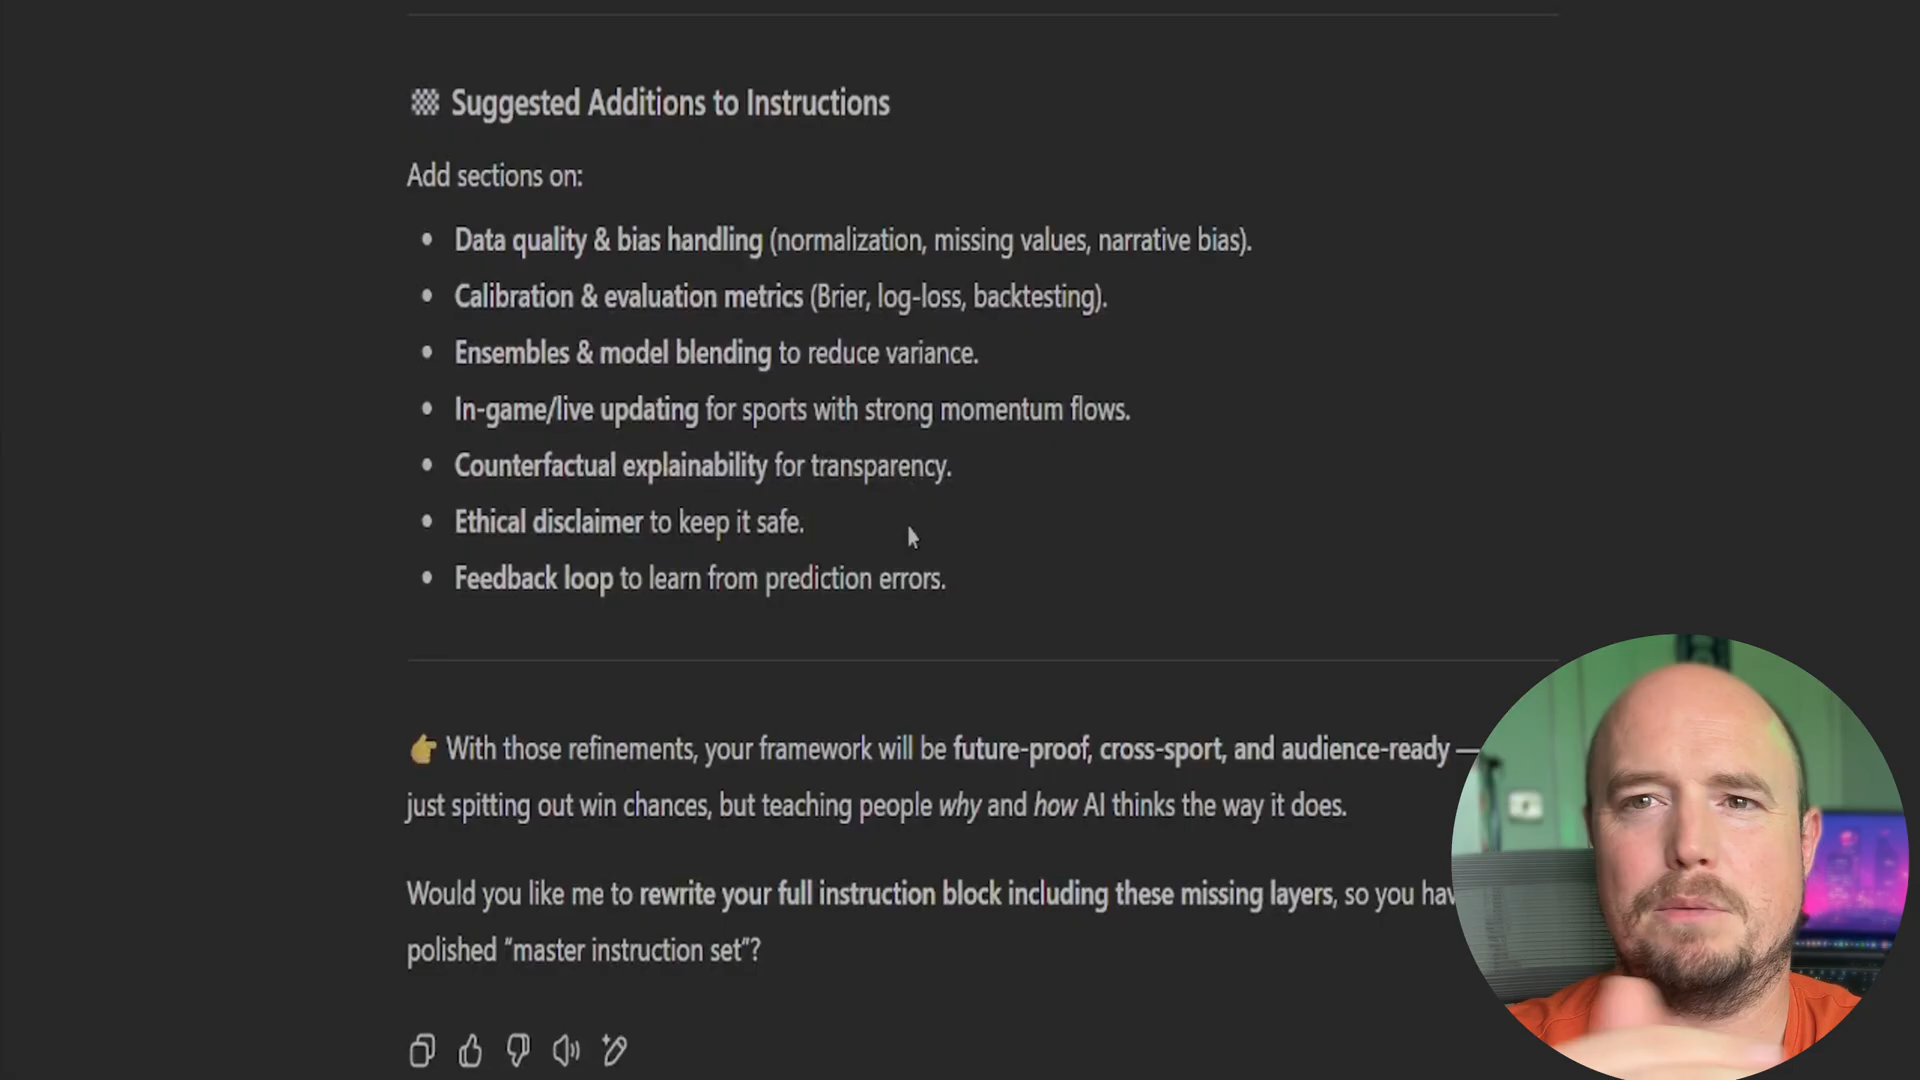 Suggested Additions to Instructions
Add sections on:
• Data quality & bias handling (normalization, missing values, narrative bias).
• Calibration & evaluation metrics (Brier, log-loss, backtesting).
• Ensembles & model blending to reduce variance.
• In-game/live updating for sports with strong momentum flows.
• Counterfactual explainability for transparency.
• Ethical disclaimer to keep it safe.
• Feedback loop to learn from prediction errors.
👉 With those refinements, your framework will be future-proof, cross-sport, and audience-ready —
just spitting out win chances, but teaching people why and how AI thinks the way it does.
Would you like me to rewrite your full instruction block including these missing layers, so you
polished “master instruction set”?